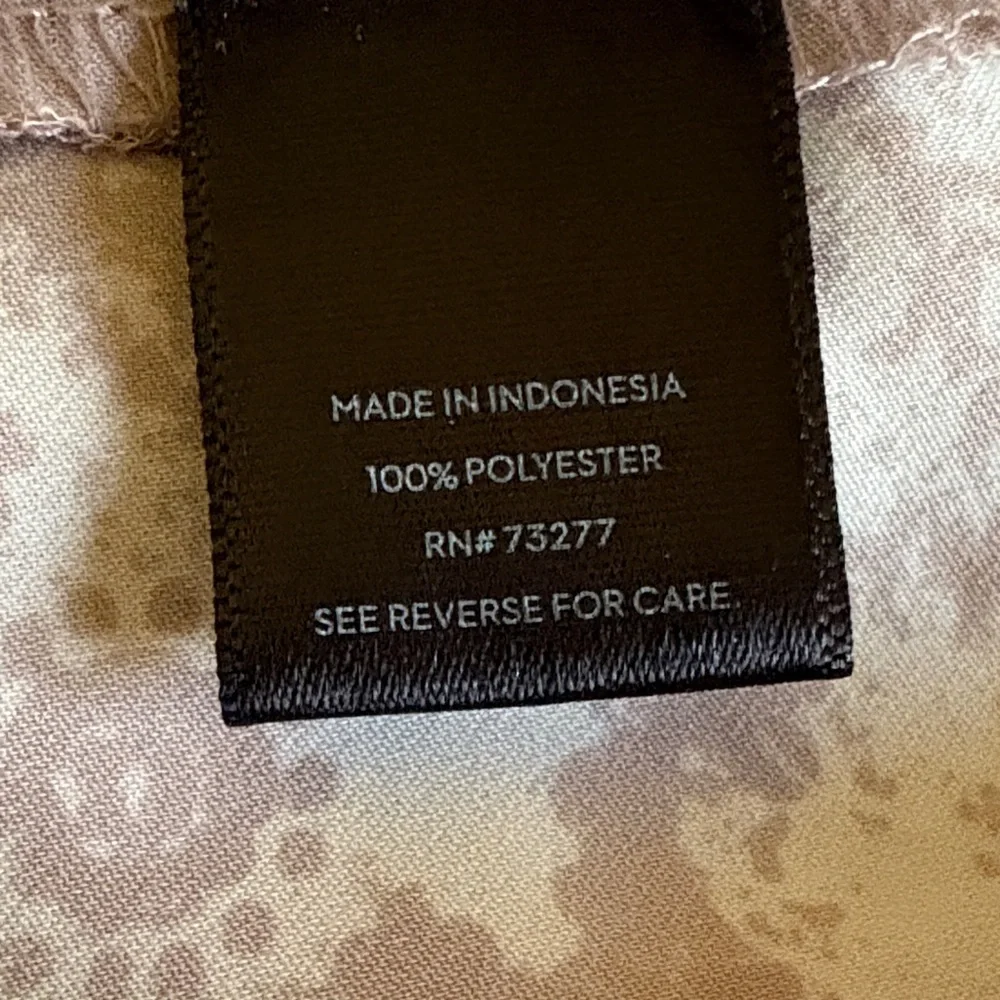 MADE IN INDONESIA
100% POLYESTER
RN# 73277
SEE REVERSE FOR CARE.